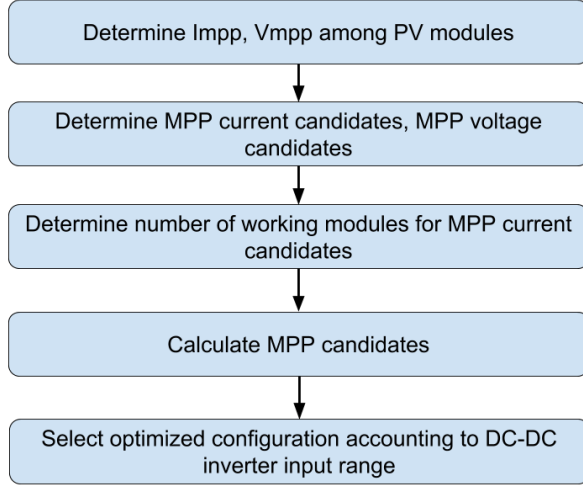 Determine Impp, Vmpp among PV modules
Determine MPP current candidates, MPP voltage
candidates
Determine number of working modules for MPP current
candidates
Calculate MPP candidates
Select optimized configuration accounting to DC-DC
inverter input range